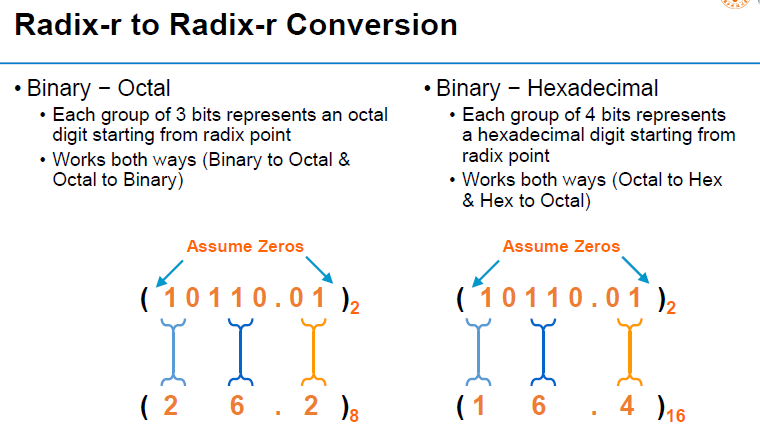 Radix-r to Radix-r Conversion
• Binary − Octal
• Each group of 3 bits represents an octal
digit starting from radix point
• Works both ways (Binary to Octal &
Octal to Binary)
Assume Zeros
( 10110.01 )2
( 2 6 . 2 )8
• Binary − Hexadecimal
• Each group of 4 bits represents
a hexadecimal digit starting from
radix point
• Works both ways (Octal to Hex
& Hex to Octal)
Assume Zeros
( 10110.01 )2
( 1 6 . 4 )16